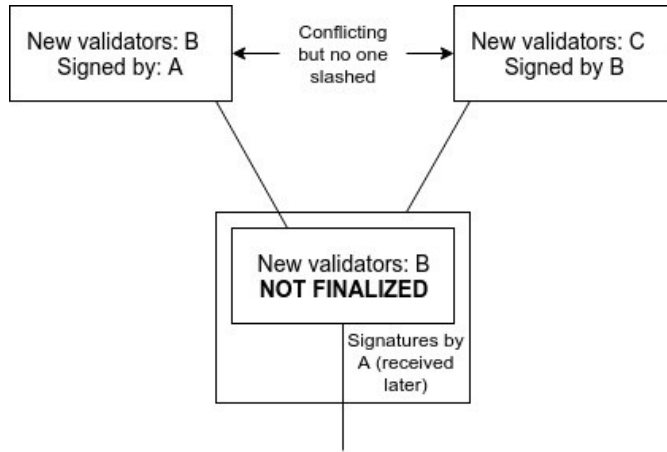 New validators: B
Signed by: A
Conflicting
but no one
slashed
New validators: C
Signed by B
New validators: B
NOT FINALIZED
Signatures by
A (received
later)